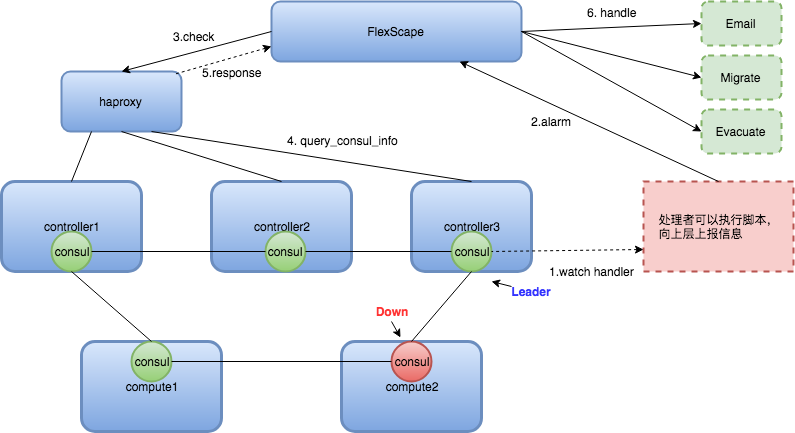 6. handle
Email
3.check
FlexScape
5.response
Migrate
haproxy
2.alarm
Evacuate
4. query_consul_info
controller1
controller2
controller3
处理者可以执行脚本，
向上层上报信息
consul
consul
consul
1.watch handler
Leader
Down
consul
consul
compute1
compute2